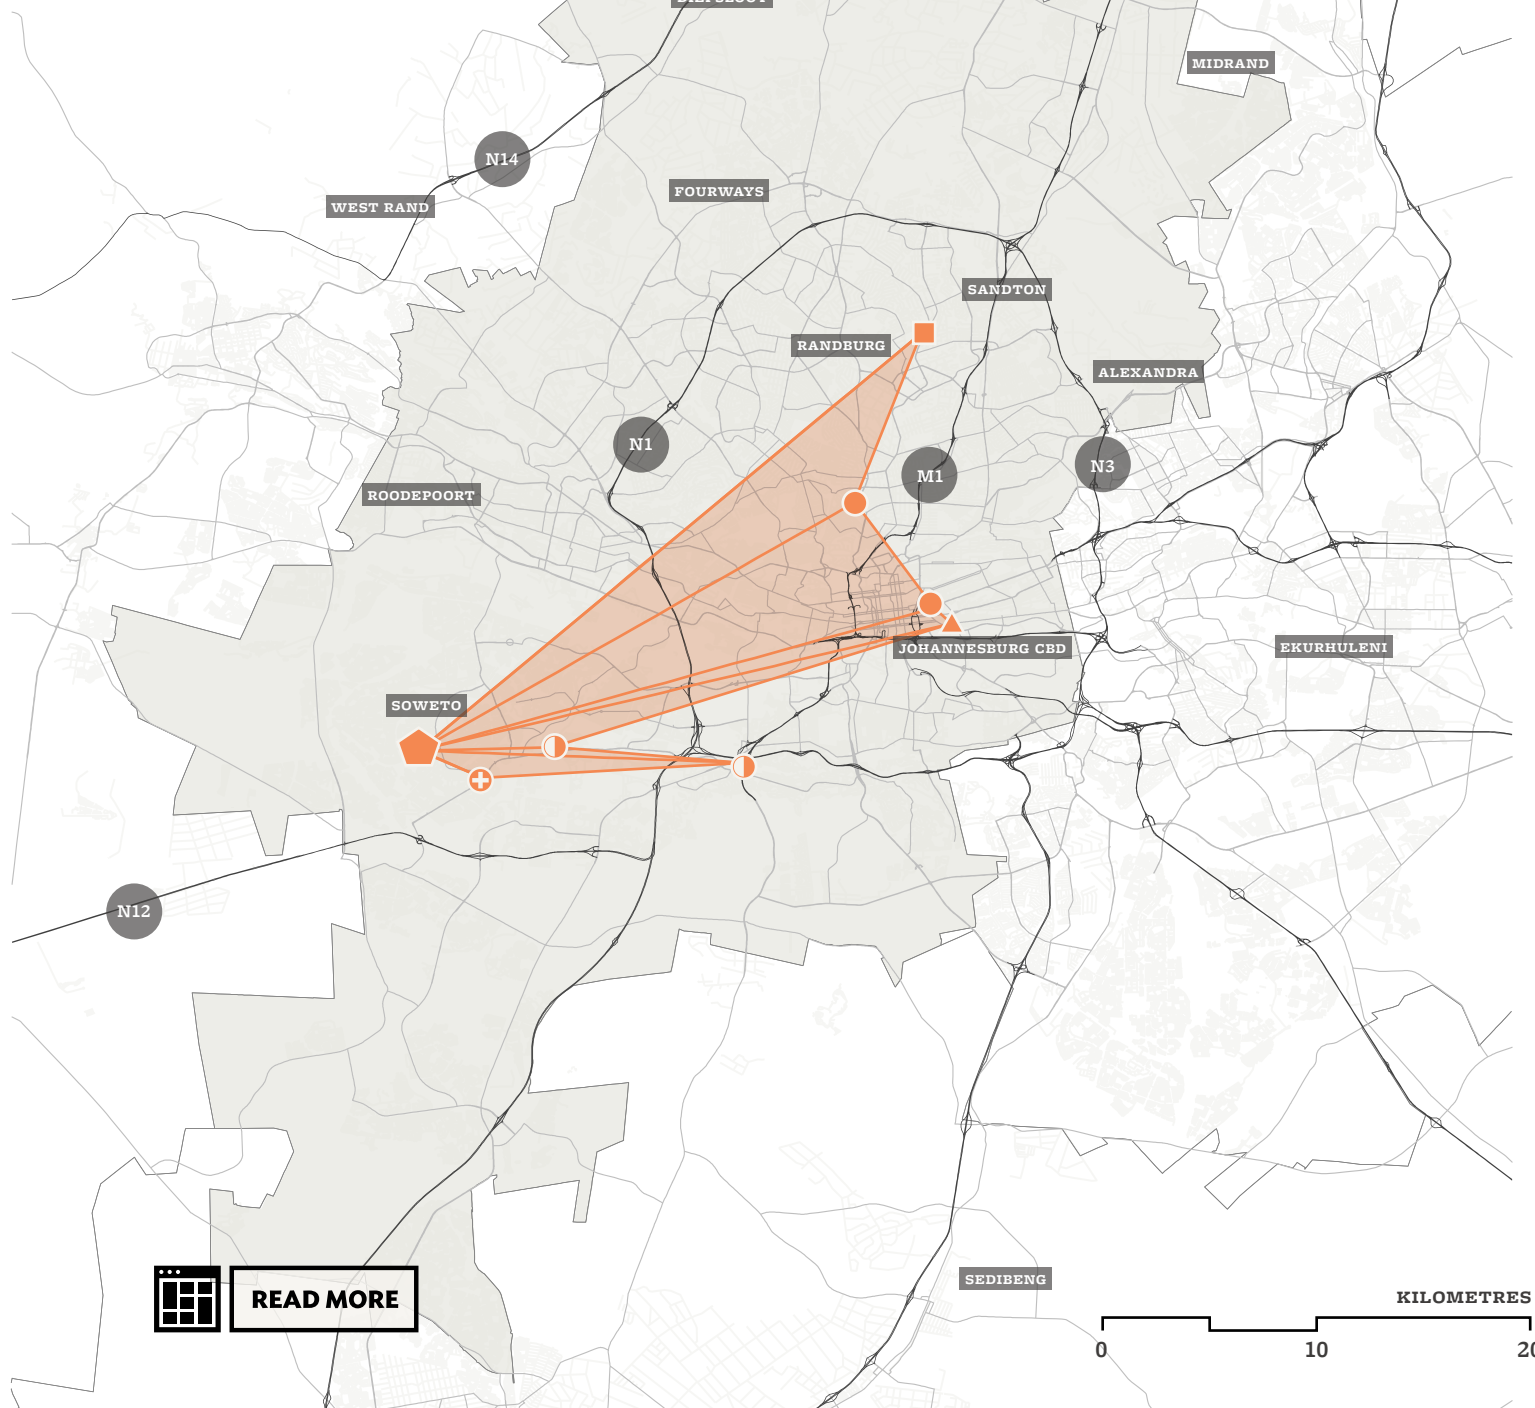 MIDRAND
N14
FOURWAYS
WEST RAND
SANDTON
RANDBURG
ALEXANDRA
N1
M1
N3
ROODEPOORT
JOHANNESBURG CBD
EKURHULENI
SOWETO
N12
SEDIBENG
READ MORE
KILOMETRES
0 10 20